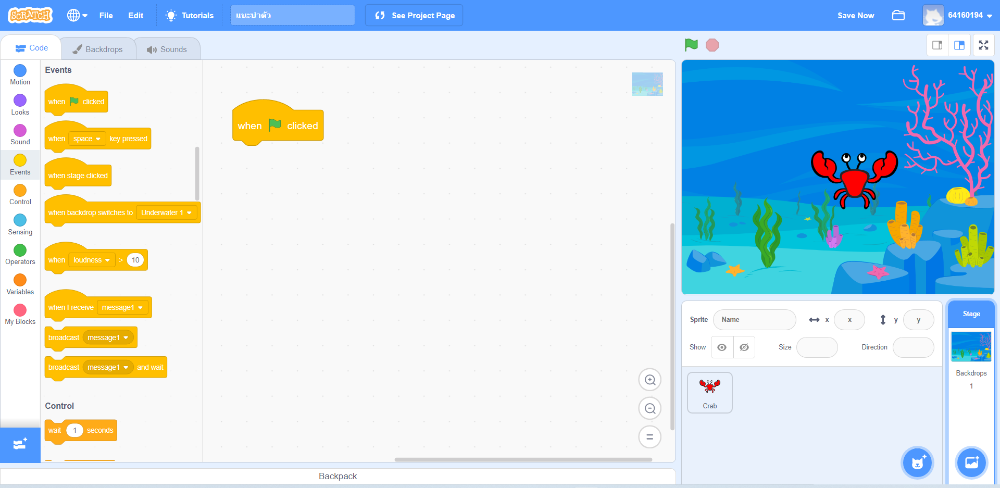 SCRATCH
File
Edit
Tutorials
แนะนำตัว
See Project Page
Save Now
64160194
Code
Backdrops
Sounds
Motion
Looks
Sound
Events
Control
Sensing
Operators
Variables
My Blocks
Events
when clicked
when space key pressed
when stage clicked
when backdrop switches to Underwater 1
when loudness > 10
when I receive message1
broadcast message1
broadcast message1 and wait
Control
wait 1 seconds
when clicked
Backpack
Sprite Name x x y y
Show Size Direction
Crab
Stage
Backdrops
1